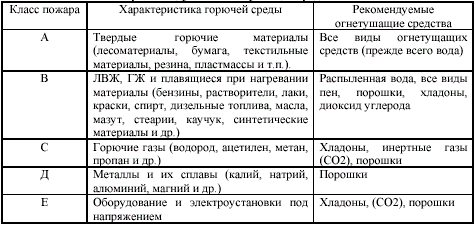 Класс пожара
Характеристика горючей среды
Рекомендуемые
огнетушащие средства
А
Твердые горючие материалы
(лесоматериалы, бумага, текстильные
материалы, резина, пластмассы и т.п.).
Все виды огнетущащих
средств (прежде всего вода)
В
ЛВЖ, ГЖ и плавящиеся при нагревании
материалы (бензины, растворители, лаки,
краски, спирт, дизельные топлива, масла,
мазут, стеарин, каучук, синтетические
материалы и др.)
Распыленная вода, все виды
пен, порошки, хладоны,
диоксид углерода
С
Горючие газы (водород, ацетилен, метан,
пропан и др.)
Хладоны, инертные газы
(СО2), порошки
Д
Металлы и их сплавы (калий, натрий,
алюминий, магний и др.)
Порошки
Е
Оборудование и электроустановки под
напряжением
Хладоны, (СО2), порошки